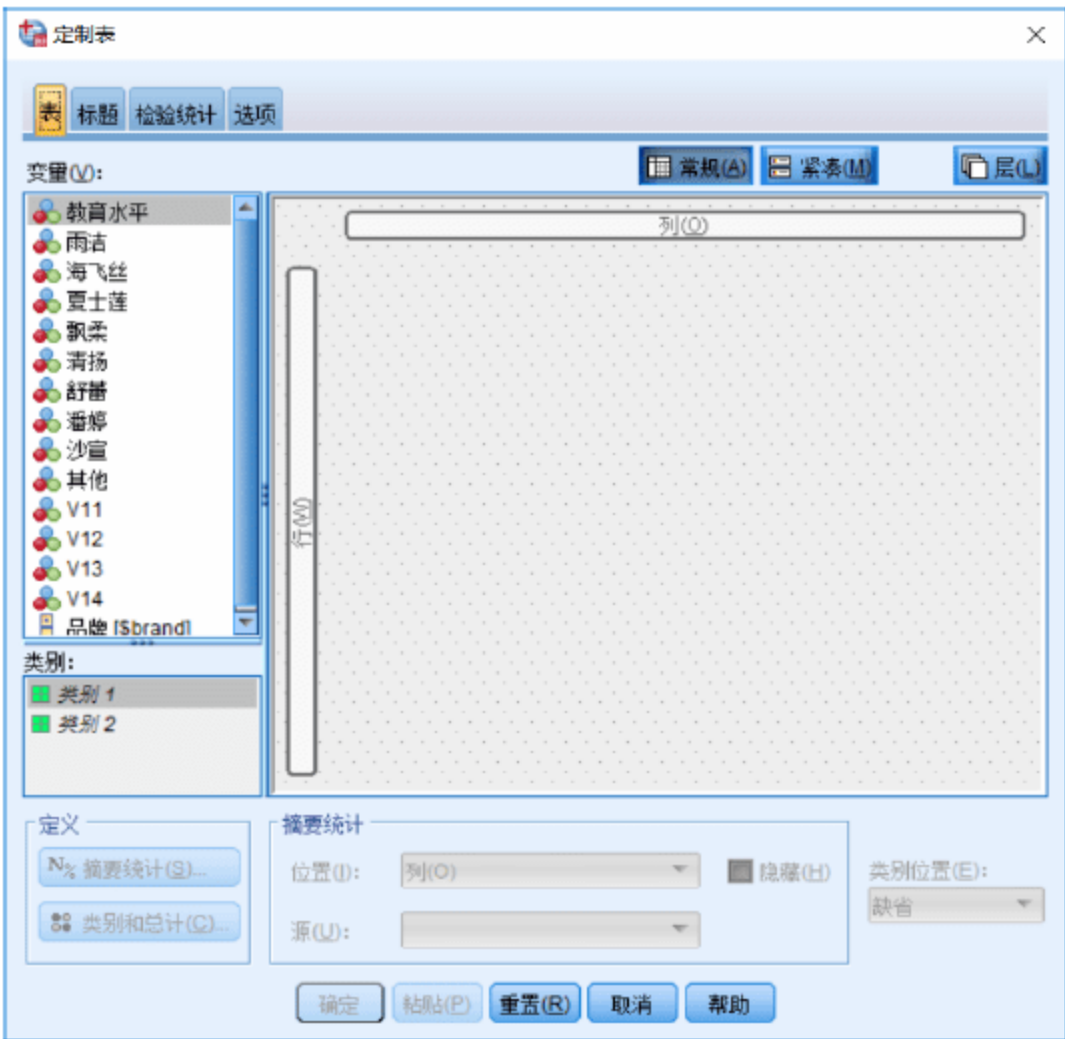 定制表
表 标题 检验统计 选项
变量(V):
常规(A) 紧凑(M) 层(L)
教育水平
雨洁
海飞丝
夏士莲
飘柔
清扬
舒蕾
潘婷
沙宣
其他
V11
V12
V13
V14
品牌 [$brand]
列(O)
行(W)
类别:
类别 1
类别 2
定义
摘要统计(S)...
类别和总计(C)...
摘要统计
位置(I): 列(O) 隐藏(H)
源(U):
类别位置(E):
缺省
确定 粘贴(P) 重置(R) 取消 帮助